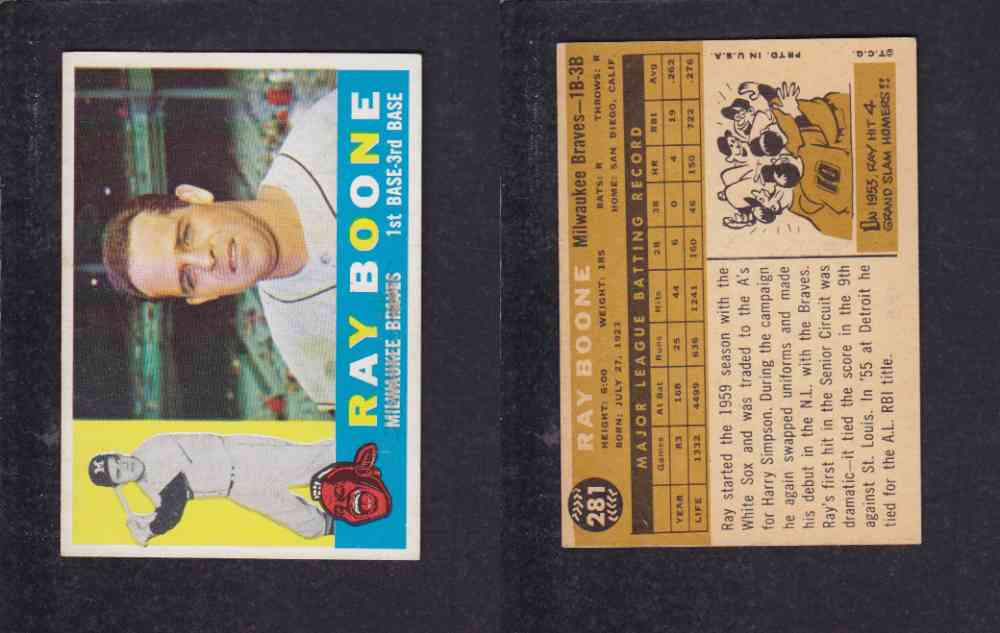 RAY BOONE
MILWAUKEE BRAVES 1st BASE-3rd BASE
M
281
RAY BOONE Milwaukee Braves—1B-3B
HEIGHT: 6:00 WEIGHT: 185 BATS: R THROWS: R
BORN: JULY 27, 1923 HOME: SAN DIEGO, CALIF.
MAJOR LEAGUE BATTING RECORD
Games At Bat Runs Hits 2B 3B HR RBI Avg
YEAR 83 168 25 44 6 0 4 19 .262
LIFE 1332 4499 636 1241 160 46 150 722 .276
Ray started the 1959 season with the
White Sox and was traded to the A's
for Harry Simpson. During the campaign
he again swapped uniforms and made
his debut in the N.L. with the Braves.
Ray's first hit in the Senior Circuit was
dramatic—it tied the score in the 9th
against St. Louis. In '55 at Detroit he
tied for the A.L. RBI title.
10
IN 1953, RAY HIT 4
GRAND SLAM HOMERS!!
©T.C.G. PRTD. IN U.S.A.